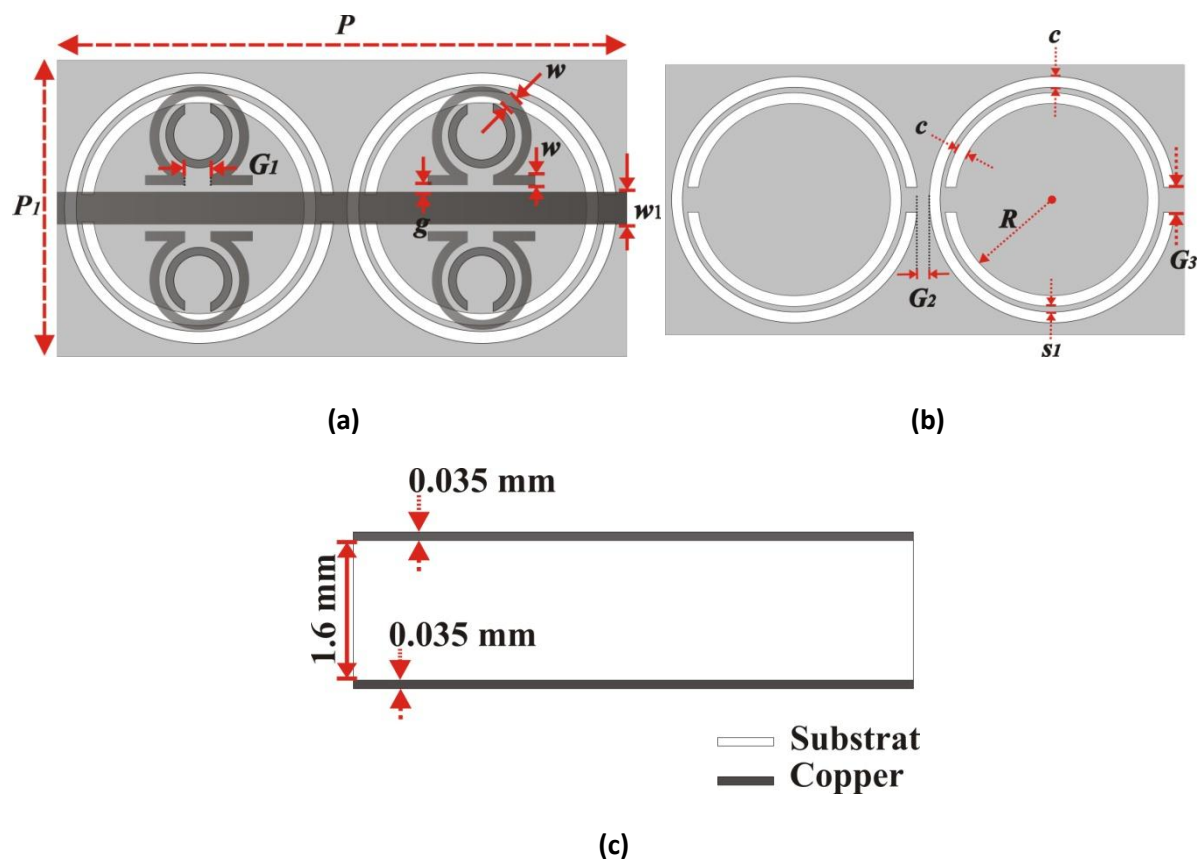 P
w
w
G1
P1
g
w1
(a)
c
c
R
G2
G3
s1
(b)
0.035 mm
1.6 mm
0.035 mm
Substrat
Copper
(c)